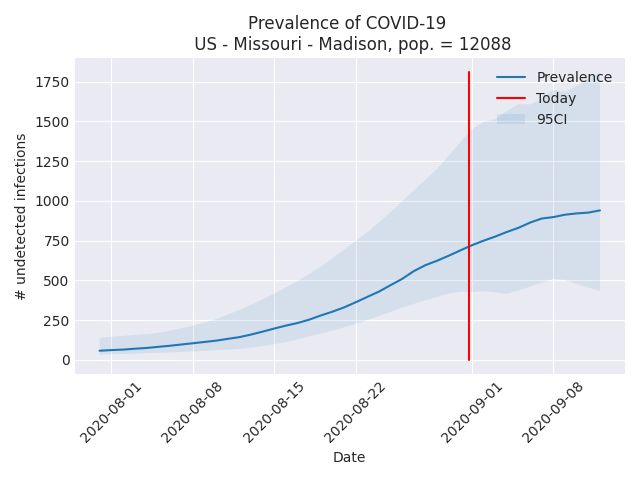 Prevalence of COVID-19
US - Missouri - Madison, pop. = 12088
Prevalence
Today
95CI
1750
1500
1250
1000
750
500
250
0
# undetected infections
2020-08-01
2020-08-08
2020-08-15
2020-08-22
2020-09-01
2020-09-08
Date